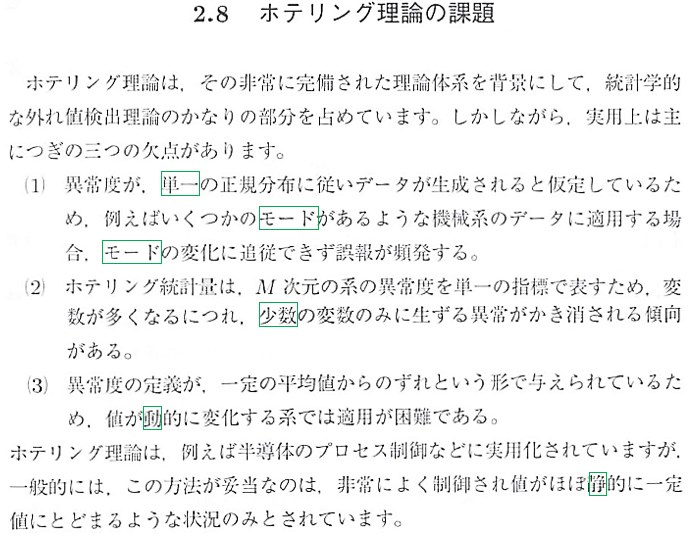 2.8 ホテリング理論の課題
ホテリング理論は，その非常に完備された理論体系を背景にして，統計学的
な外れ値検出理論のかなりの部分を占めています。しかしながら，実用上は主
につぎの三つの欠点があります。
(1) 異常度が，単一の正規分布に従いデータが生成されると仮定しているた
め，例えばいくつかのモードがあるような機械系のデータに適用する場
合，モードの変化に追従できず誤報が頻発する。
(2) ホテリング統計量は，M 次元の系の異常度を単一の指標で表すため，変
数が多くなるにつれ，少数の変数のみに生ずる異常がかき消される傾向
がある。
(3) 異常度の定義が，一定の平均値からのずれという形で与えられているた
め，値が動的に変化する系では適用が困難である。
ホテリング理論は，例えば半導体のプロセス制御などに実用化されていますが，
一般的には，この方法が妥当なのは，非常によく制御され値がほぼ静的に一定
値にとどまるような状況のみとされています。